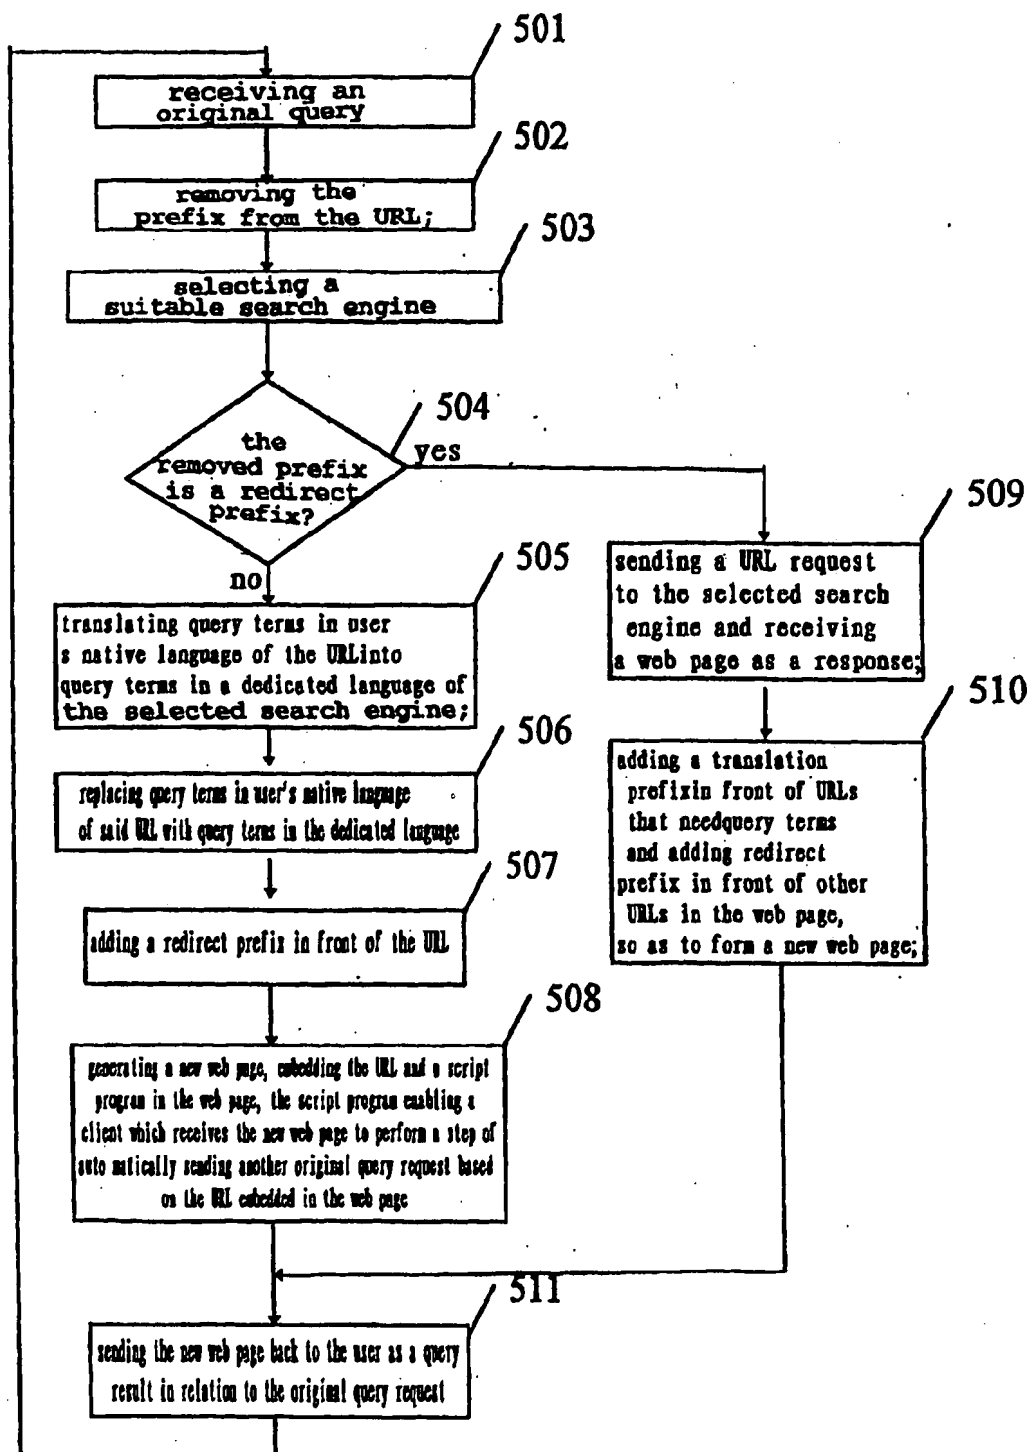 501
receiving an
original query
502
removing the
prefix from the URL;
503
selecting a
suitable search engine
504
the
removed prefix
is a redirect
prefix?
yes
no
505
translating query terms in user
s native language of the URLinto
query terms in a dedicated language of
the selected search engine;
506
replacing query terms in user's native language
of said URL with query terms in the dedicated language
507
adding a redirect prefix in front of the URL
508
generating a new web page, embedding the URL and a script
program in the web page, the script program enabling a
client which receives the new web page to perform a step of
auto matically sending another original query request based
on the URL embedded in the web page
509
sending a URL request
to the selected search
engine and receiving
a web page as a response;
510
adding a translation
prefixin front of URLs
that needquery terms
and adding redirect
prefix in front of other
URLs in the web page,
so as to form a new web page;
511
sending the new web page back to the user as a query
result in relation to the original query request